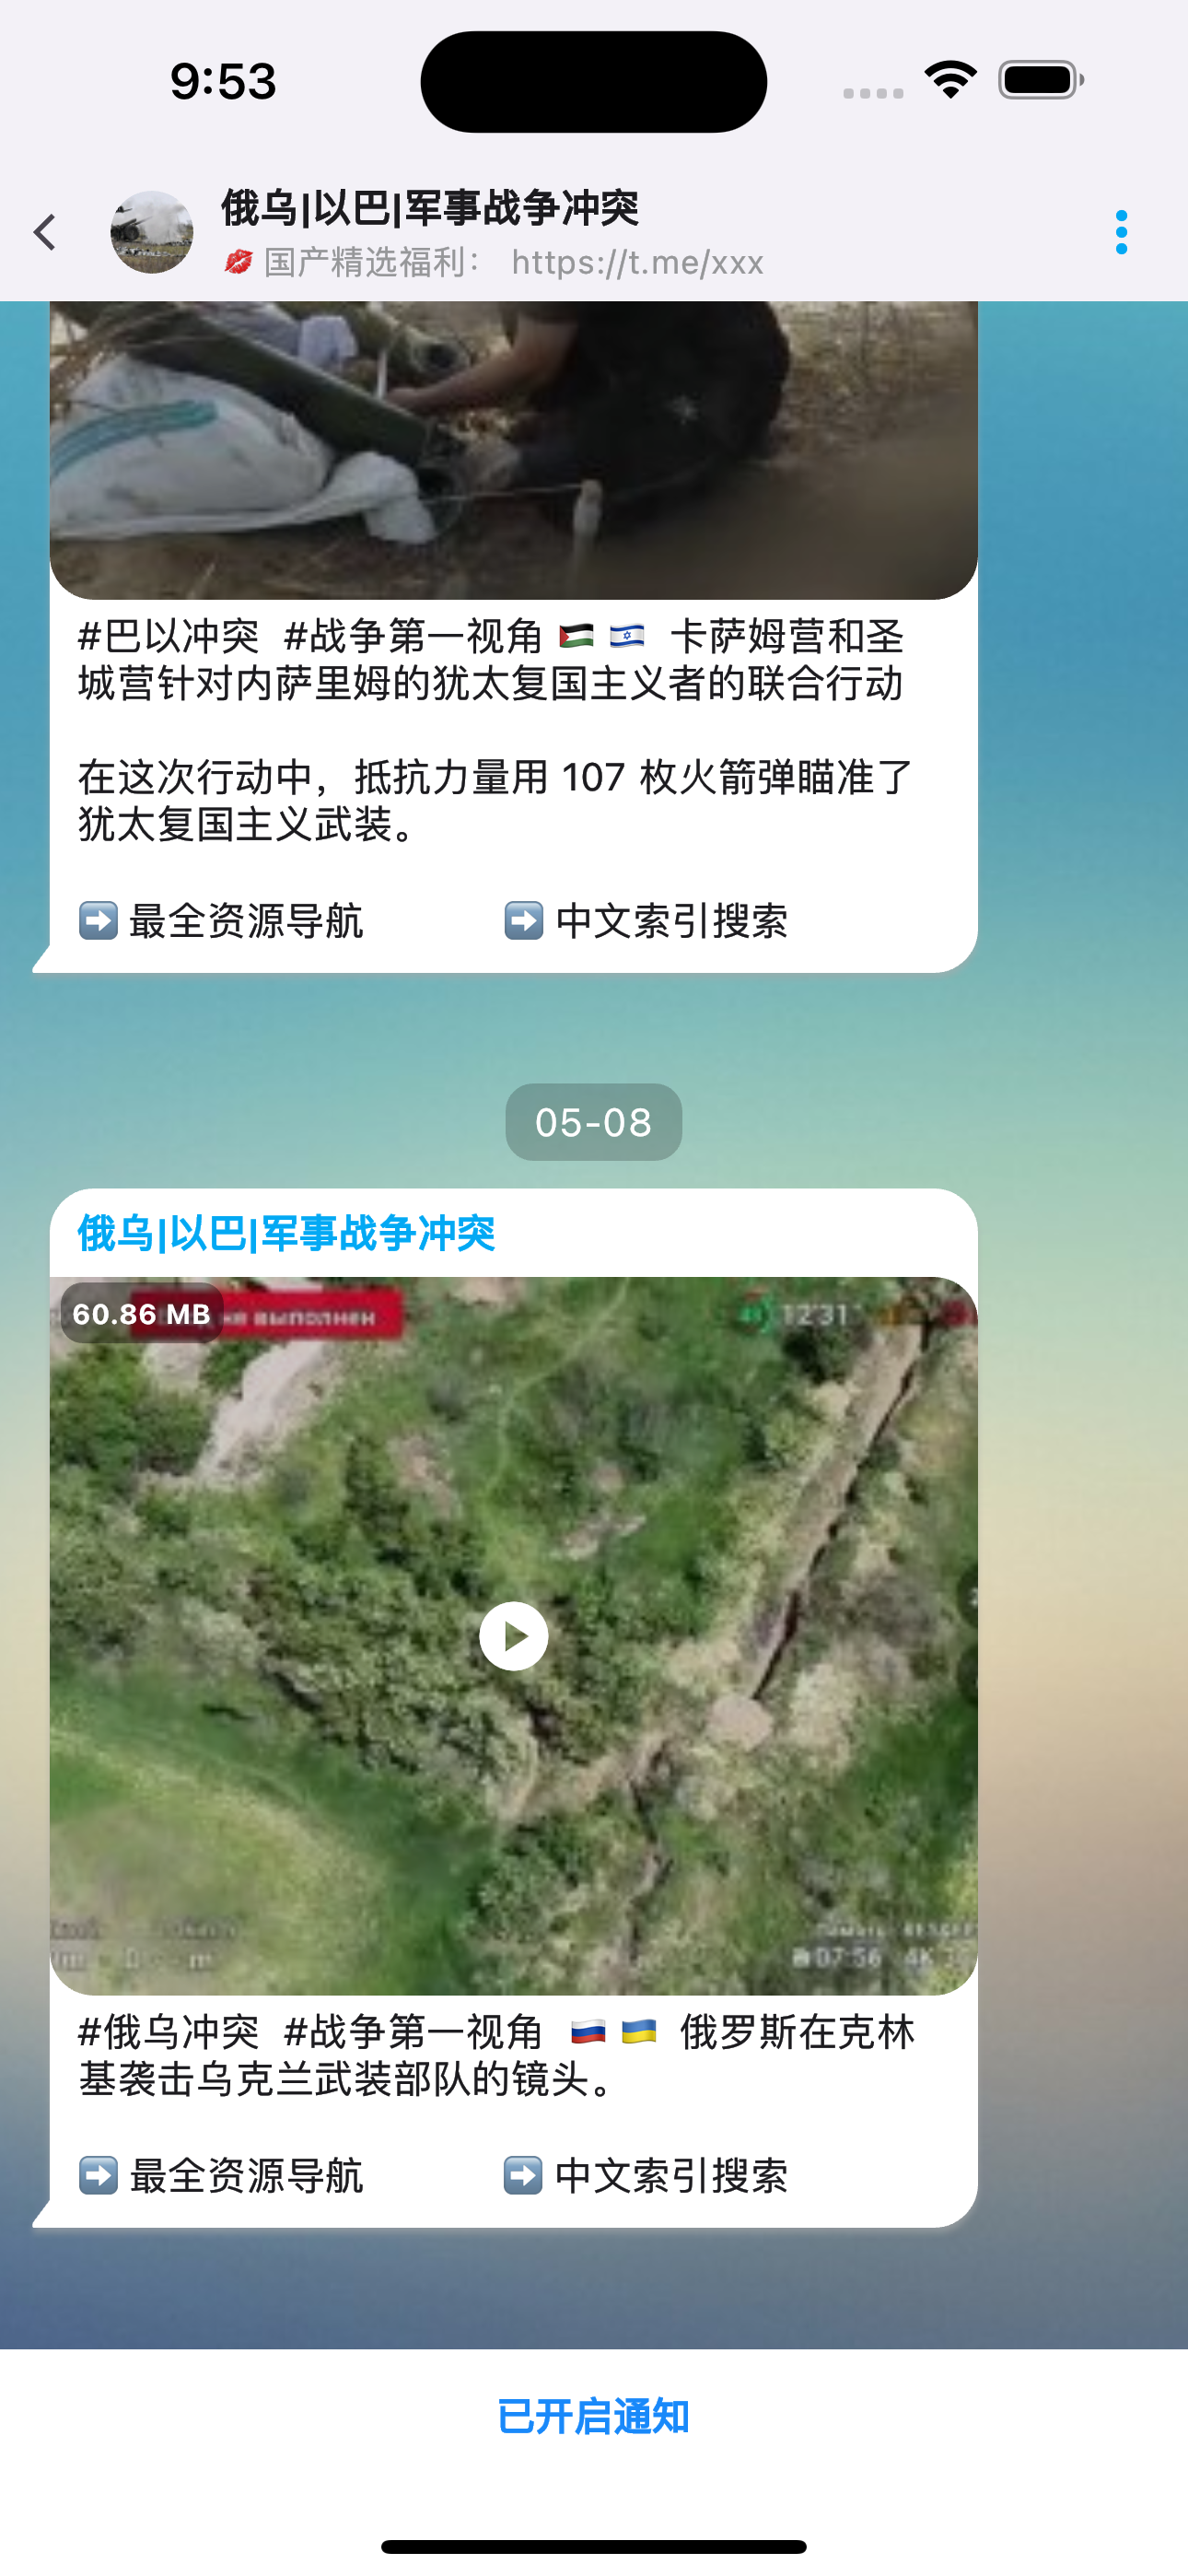 9:53
俄乌|以巴|军事战争冲突
💋 国产精选福利： https://t.me/xxx
#巴以冲突 #战争第一视角 🇵🇸 🇮🇱 卡萨姆营和圣
城营针对内萨里姆的犹太复国主义者的联合行动
在这次行动中，抵抗力量用 107 枚火箭弹瞄准了
犹太复国主义武装。
➡️ 最全资源导航 ➡️ 中文索引搜索
05-08
俄乌|以巴|军事战争冲突
60.86 MB
выполнен
12:31
07:56 4K
#俄乌冲突 #战争第一视角 🇷🇺 🇺🇦 俄罗斯在克林
基袭击乌克兰武装部队的镜头。
➡️ 最全资源导航 ➡️ 中文索引搜索
已开启通知